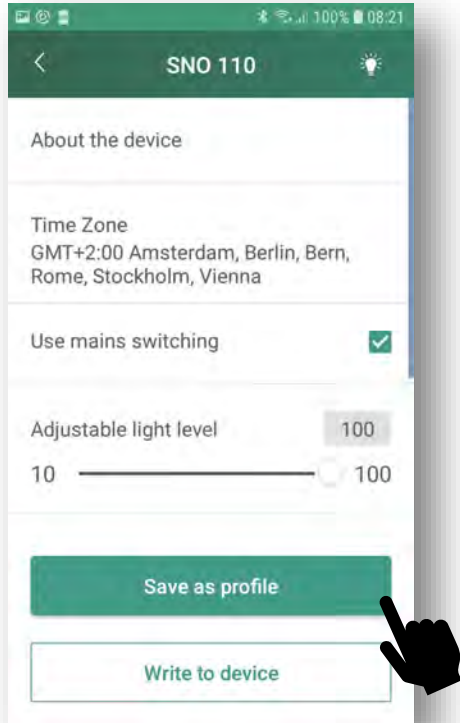 100% 08:21
SNO 110
About the device
Time Zone
GMT+2:00 Amsterdam, Berlin, Bern,
Rome, Stockholm, Vienna
Use mains switching
Adjustable light level 100
10 100
Save as profile
Write to device